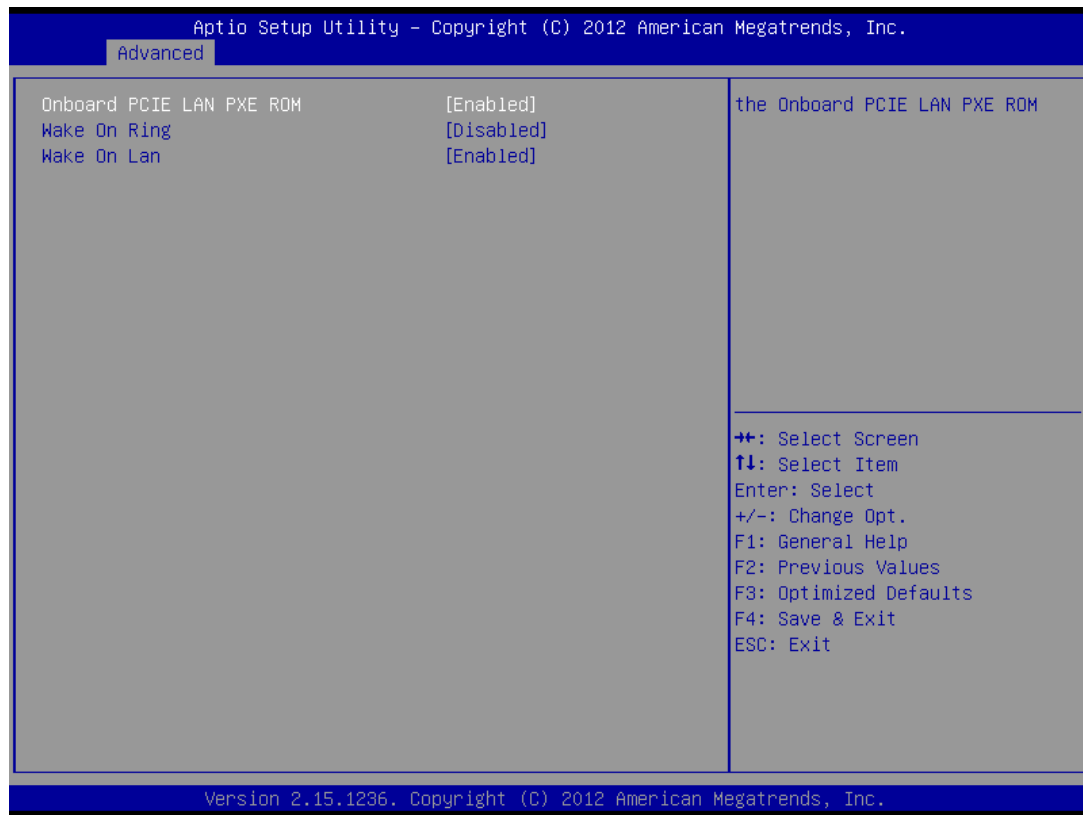 Aptio Setup Utility – Copyright (C) 2012 American Megatrends, Inc.
Advanced
Onboard PCIE LAN PXE ROM [Enabled]
Wake On Ring [Disabled]
Wake On Lan [Enabled]
the Onboard PCIE LAN PXE ROM
→←: Select Screen
↑↓: Select Item
Enter: Select
+/-: Change Opt.
F1: General Help
F2: Previous Values
F3: Optimized Defaults
F4: Save & Exit
ESC: Exit
Version 2.15.1236. Copyright (C) 2012 American Megatrends, Inc.